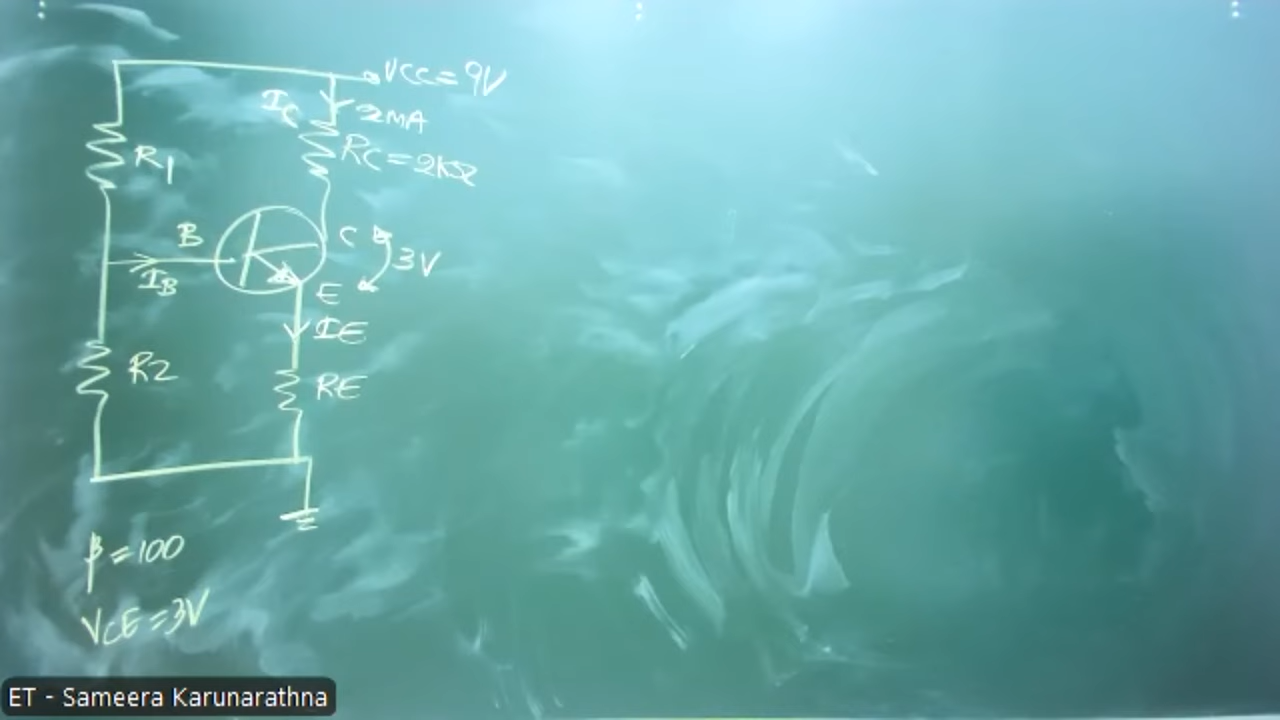 VCC = 9V
IC
2MA
R1
RC = 2KΩ
B
C
3V
IB
E
IE
R2
RE
β = 100
VCE = 3V
ET - Sameera Karunarathna